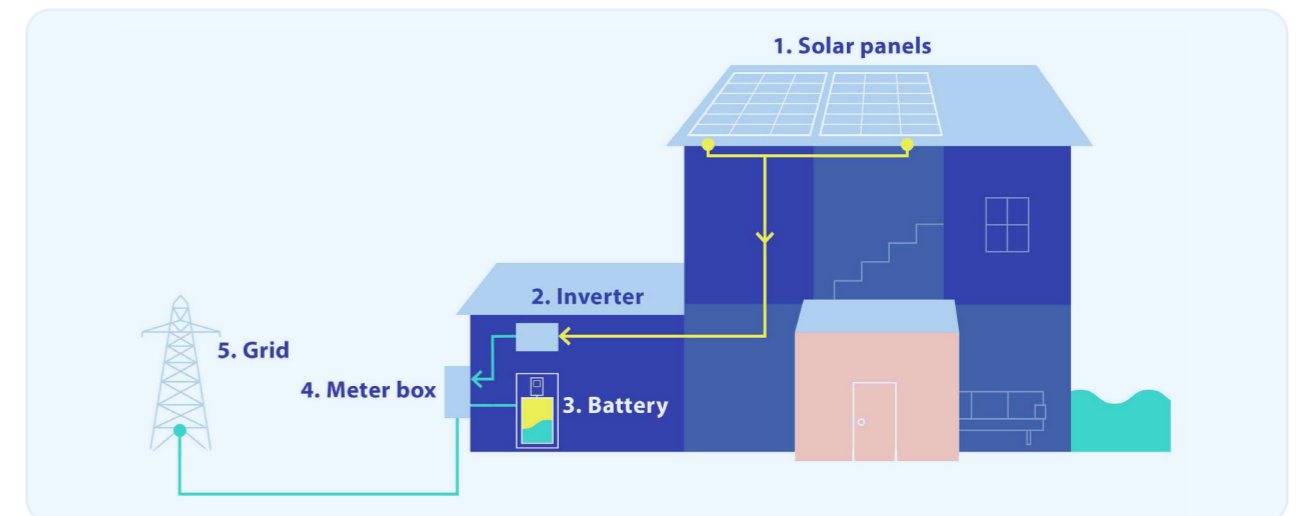 1. Solar panels
2. Inverter
5. Grid
4. Meter box
3. Battery